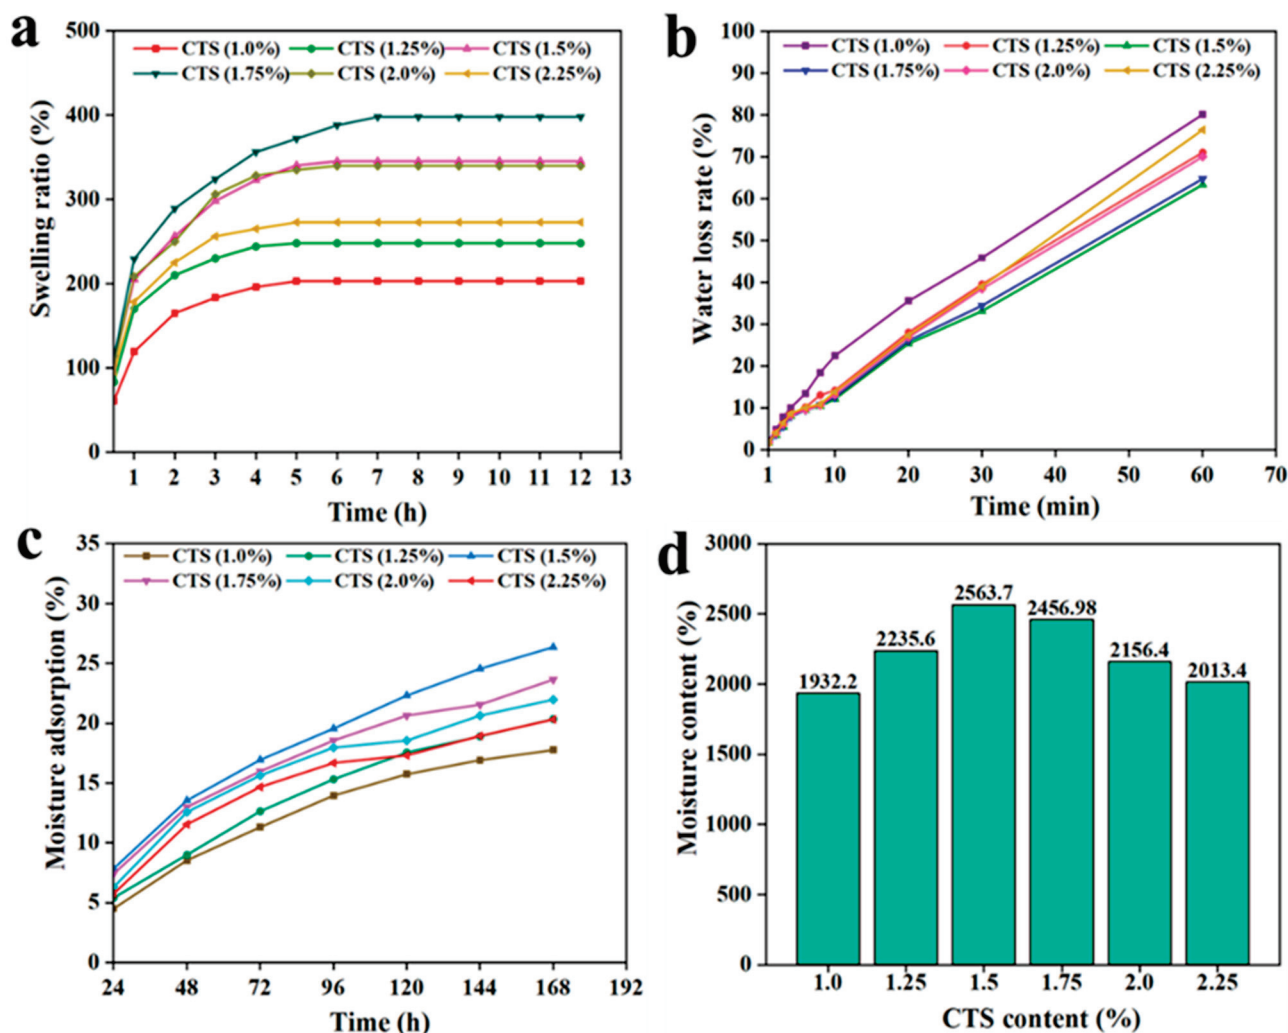 a
500
400
300
200
100
0
Swelling ratio (%)
CTS (1.0%) CTS (1.25%) CTS (1.5%)
CTS (1.75%) CTS (2.0%) CTS (2.25%)
1 2 3 4 5 6 7 8 9 10 11 12 13
Time (h)
b
100
90
80
70
60
50
40
30
20
10
0
Water loss rate (%)
CTS (1.0%) CTS (1.25%) CTS (1.5%)
CTS (1.75%) CTS (2.0%) CTS (2.25%)
1 10 20 30 40 50 60 70
Time (min)
c
35
30
25
20
15
10
5
0
Moisture adsorption (%)
CTS (1.0%) CTS (1.25%) CTS (1.5%)
CTS (1.75%) CTS (2.0%) CTS (2.25%)
24 48 72 96 120 144 168 192
Time (h)
d
3000
2500
2000
1500
1000
500
0
Moisture content (%)
1932.2 2235.6 2563.7 2456.98 2156.4 2013.4
1.0 1.25 1.5 1.75 2.0 2.25
CTS content (%)